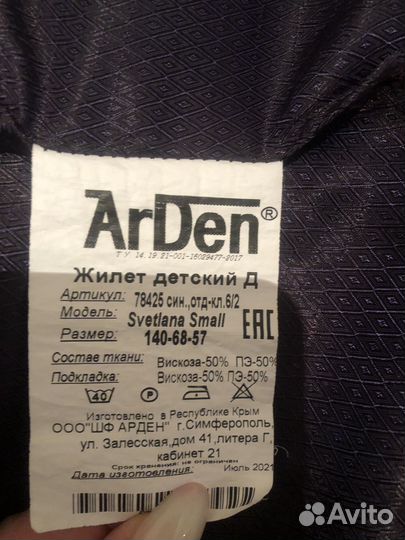 ArDen®
ТУ 14.19.21-001-16029477-2017
Жилет детский Д
Артикул: 78425 син.,отд-кл.6/2
Модель: Svetlana Small
Размер: 140-68-57
EAC
Состав ткани: Вискоза-50% ПЭ-50%
Подкладка: Вискоза-50% ПЭ-50%
40 P
Изготовлено в Республике Крым
ООО"ШФ АРДЕН" г.Симферополь,
ул. Залесская,дом 41,литера Г,
кабинет 21
Срок хранения: не ограничен
Дата изготовления: Июль 2021
Avito